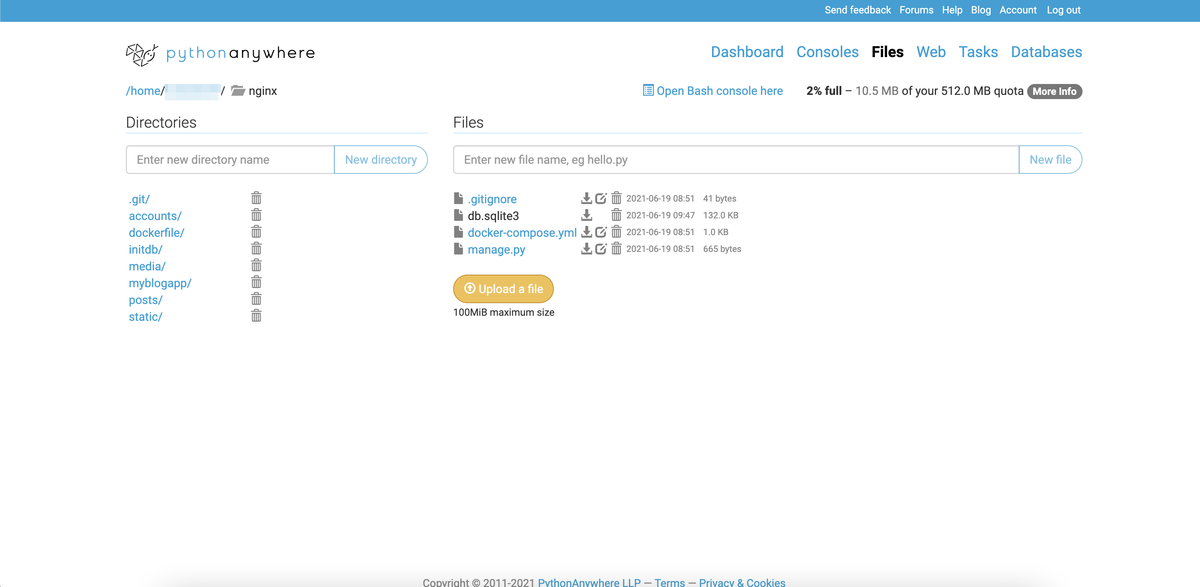 Send feedback Forums Help Blog Account Log out
pythonanywhere
Dashboard Consoles Files Web Tasks Databases
/home/ / nginx
Open Bash console here 2% full – 10.5 MB of your 512.0 MB quota More Info
Directories
Files
Enter new directory name New directory
Enter new file name, eg hello.py New file
.git/
accounts/
dockerfile/
initdb/
media/
myblogapp/
posts/
static/
.gitignore 2021-06-19 08:51 41 bytes
db.sqlite3 2021-06-19 09:47 132.0 KB
docker-compose.yml 2021-06-19 08:51 1.0 KB
manage.py 2021-06-19 08:51 665 bytes
Upload a file
100MiB maximum size
Copyright © 2011-2021 PythonAnywhere LLP — Terms — Privacy & Cookies